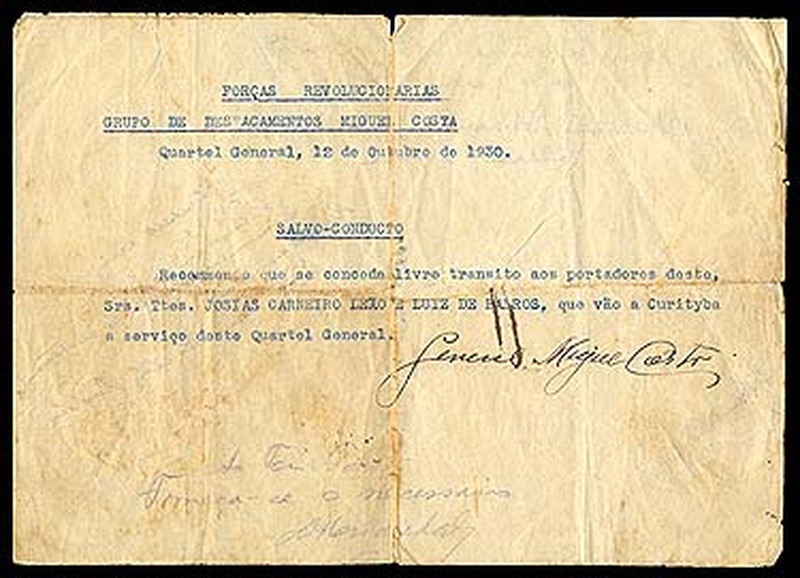 FORÇAS REVOLUCIONARIAS
GRUPO DE DESTACAMENTOS MIGUEL COSTA
Quartel General, 12 de Outubro de 1930.
SALVO-CONDUCTO
Recommendo que se conceda livre transito aos portadores deste,
Srs. Ttes. JOSIAS CARNEIRO LEÃO E LUIZ DE BARROS, que vão a Curityba
a serviço deste Quartel General.
General Miguel Costa
Forneça-se o necessario